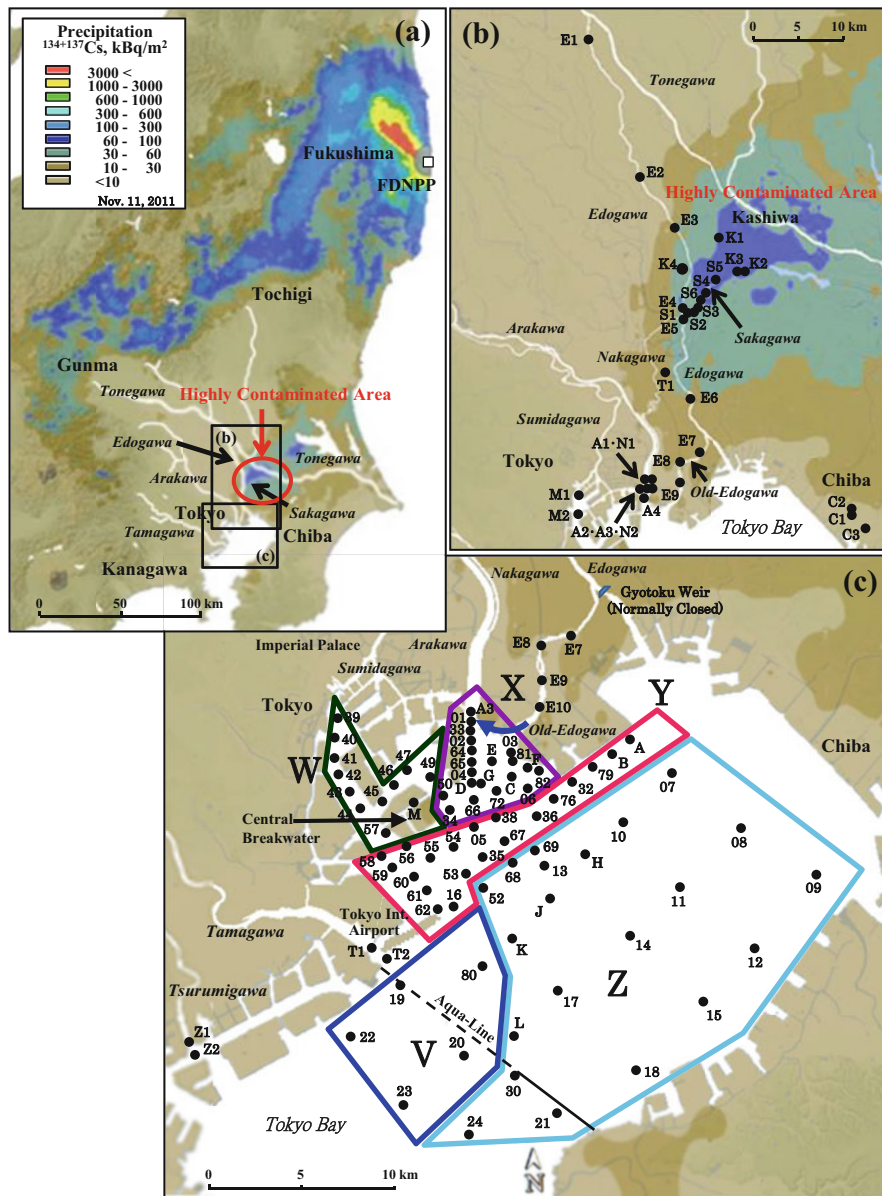 (a)
Precipitation
134+137Cs, kBq/m2
3000 <
1000 - 3000
600 - 1000
300 - 600
100 - 300
60 - 100
30 - 60
10 - 30
<10
Nov. 11, 2011
Fukushima
FDNPP
Tochigi
Gunma
Tonegawa
Highly Contaminated Area
(b)
Edogawa
Tonegawa
Arakawa
Sakagawa
Tokyo
Tamagawa
Chiba
(c)
Kanagawa
0 50 100 km
(b)
0 10 km
E1
Tonegawa
E2
Highly Contaminated Area
Edogawa
Kashiwa
E3
K1
K4
K3 K2
S5
S4
S6
E4
S1
S3
S2
E5
Sakagawa
Arakawa
Nakagawa
Edogawa
T1
E6
Sumidagawa
A1·N1
E7
Tokyo
E8
Chiba
M1
E9
Old-Edogawa
C2
M2
A4
C1
A2·A3·N2
Tokyo Bay
C3
(c)
Nakagawa
Edogawa
Gyotoku Weir
(Normally Closed)
Imperial Palace
Arakawa
E8
E7
Sumidagawa
X
E9
Y
Tokyo
A3
E10
39
01
Old-Edogawa
33
40
02
03
A
W
41
47
64
E
81
B
Chiba
42
46
49
65
F
79
04
G
82
32
07
43
45
50
D
C
M
72
06
76
44
66
34
38
36
10
Central
Breakwater
57
05
67
08
54
58
56
55
35
69
H
59
53
68
13
60
09
61
52
11
62
16
J
Tokyo Int.
Airport
Tamagawa
14
T1
K
T2
12
80
Tsurumigawa
19
Aqua-Line
17
Z
15
Z1
22
L
Z2
V
20
18
30
23
21
Tokyo Bay
24
N
0 5 10 km